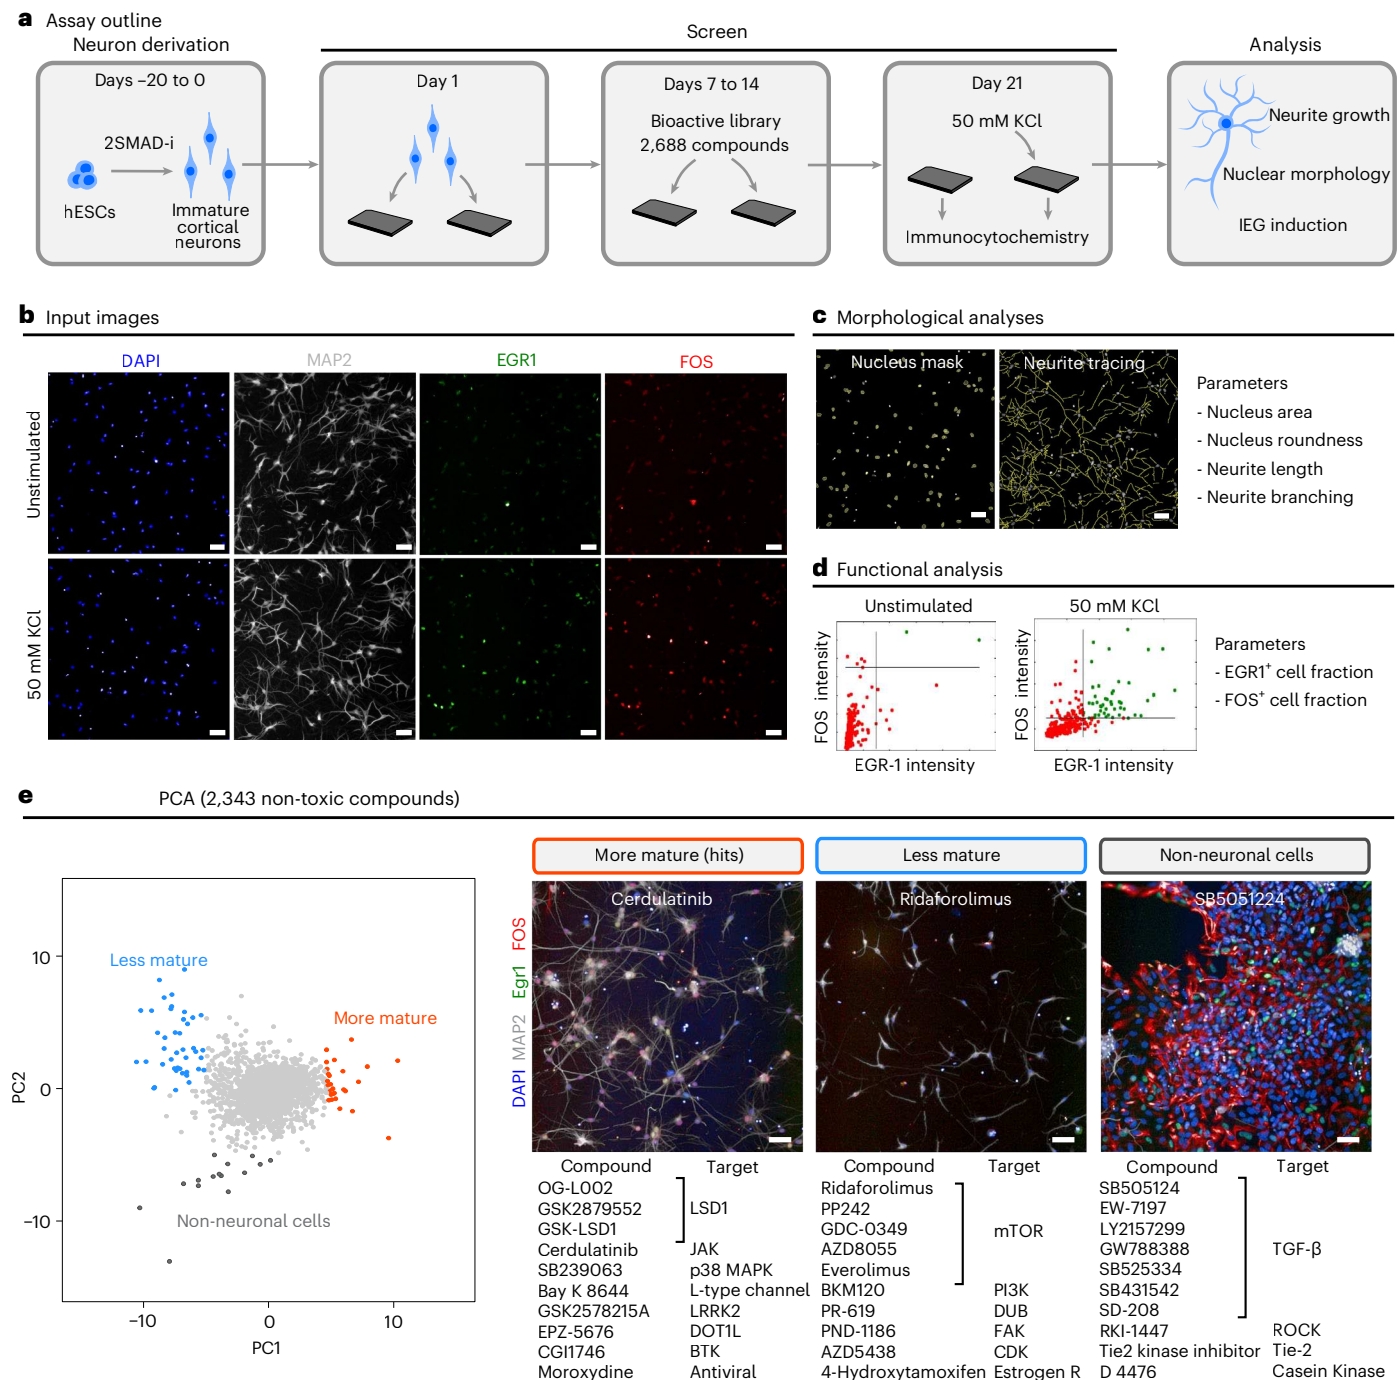 a Assay outline
Neuron derivation
Screen
Analysis
Days –20 to 0
2SMAD-i
hESCs
Immature
cortical
neurons
Day 1
Days 7 to 14
Bioactive library
2,688 compounds
Day 21
50 mM KCl
Immunocytochemistry
Neurite growth
Nuclear morphology
IEG induction
b Input images
DAPI
MAP2
EGR1
FOS
Unstimulated
50 mM KCl
c Morphological analyses
Nucleus mask
Neurite tracing
Parameters
- Nucleus area
- Nucleus roundness
- Neurite length
- Neurite branching
d Functional analysis
Unstimulated
50 mM KCl
FOS intensity
EGR-1 intensity
FOS intensity
EGR-1 intensity
Parameters
- EGR1⁺ cell fraction
- FOS⁺ cell fraction
e PCA (2,343 non-toxic compounds)
Less mature
More mature
Non-neuronal cells
10
0
–10
PC2
–10
0
10
PC1
More mature (hits)
Less mature
Non-neuronal cells
DAPI MAP2 Egr1 FOS
Cerdulatinib
Ridaforolimus
SB5051224
Compound Target
OG-L002
GSK2879552 LSD1
GSK-LSD1
Cerdulatinib JAK
SB239063 p38 MAPK
Bay K 8644 L-type channel
GSK2578215A LRRK2
EPZ-5676 DOT1L
CGI1746 BTK
Moroxydine Antiviral
Compound Target
Ridaforolimus
PP242
GDC-0349 mTOR
AZD8055
Everolimus
BKM120 PI3K
PR-619 DUB
PND-1186 FAK
AZD5438 CDK
4-Hydroxytamoxifen Estrogen R
Compound Target
SB505124
EW-7197
LY2157299
GW788388 TGF-β
SB525334
SB431542
SD-208
RKI-1447 ROCK
Tie2 kinase inhibitor Tie-2
D 4476 Casein Kinase